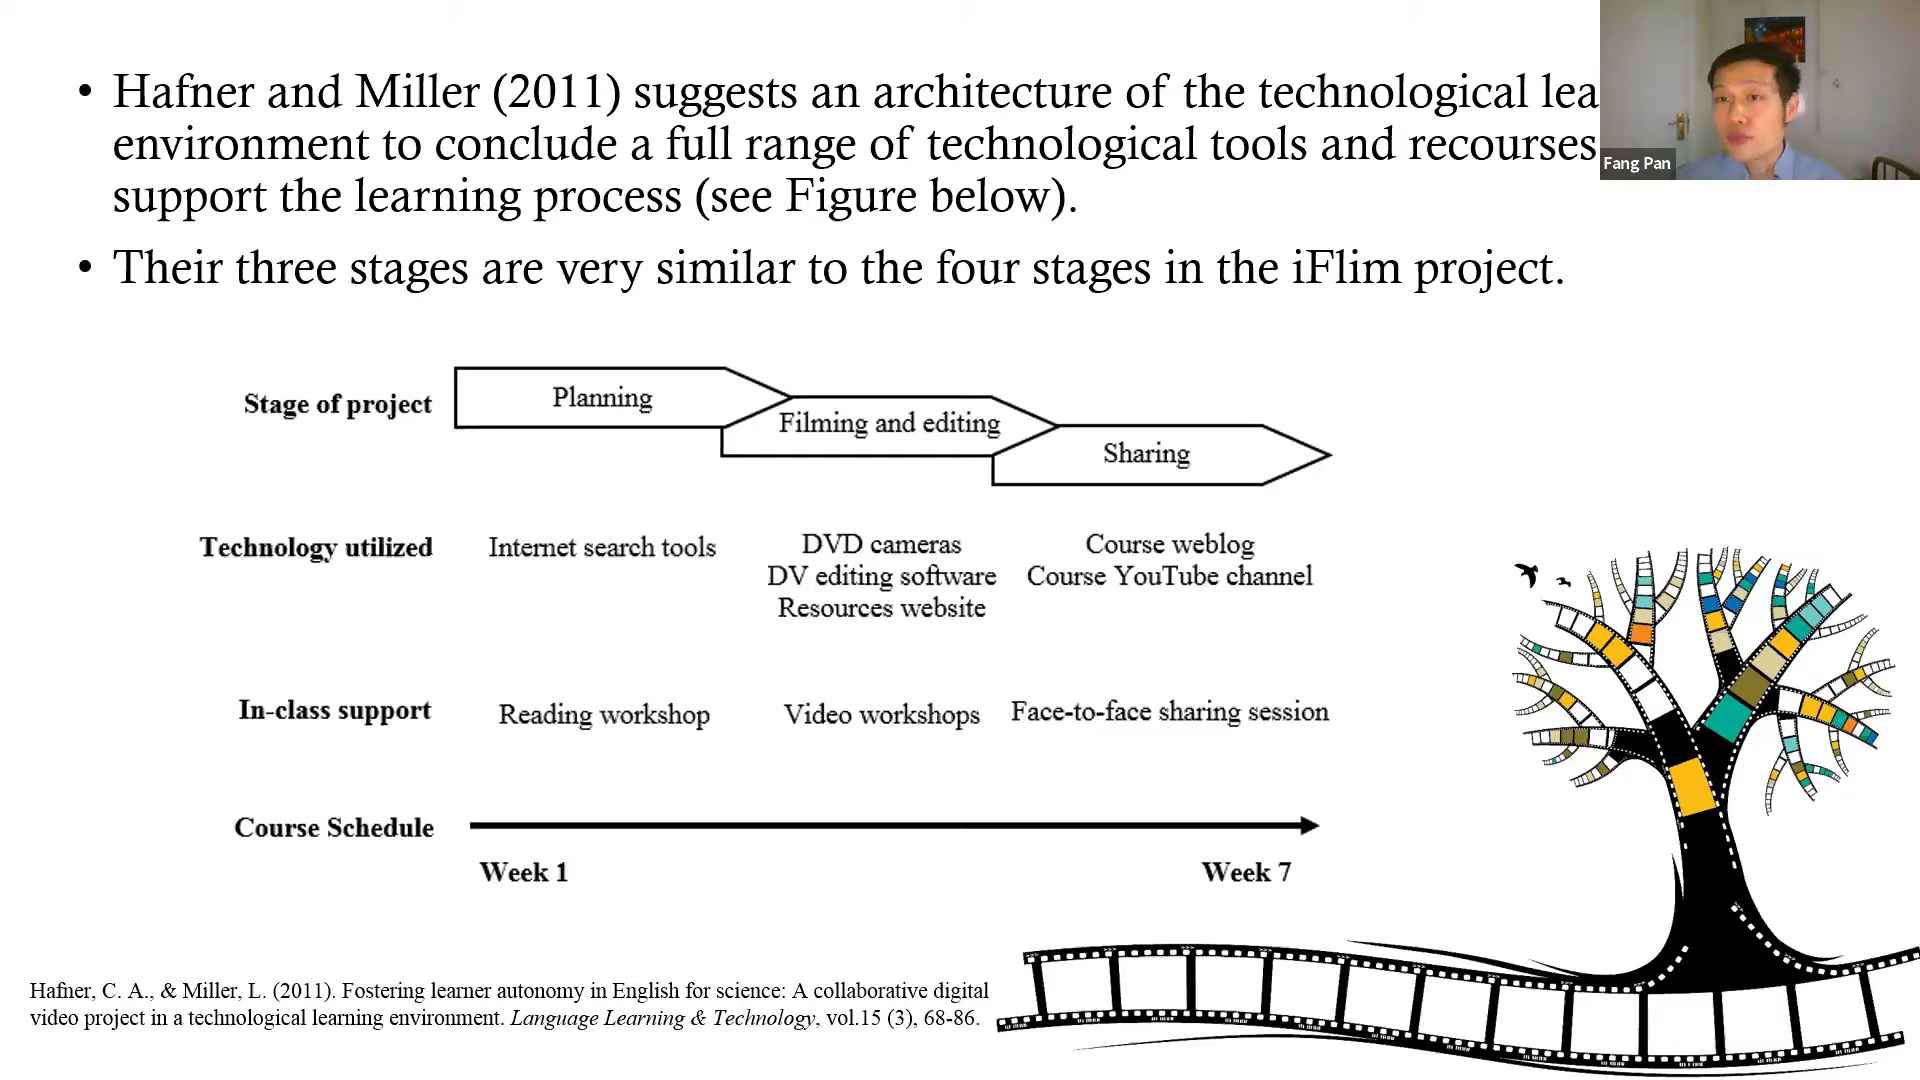 • Hafner and Miller (2011) suggests an architecture of the technological lea
environment to conclude a full range of technological tools and recourses
support the learning process (see Figure below).
• Their three stages are very similar to the four stages in the iFlim project.
Fang Pan
Stage of project
Planning
Filming and editing
Sharing
Technology utilized
Internet search tools
DVD cameras
DV editing software
Resources website
Course weblog
Course YouTube channel
In-class support
Reading workshop
Video workshops
Face-to-face sharing session
Course Schedule
Week 1
Week 7
Hafner, C. A., & Miller, L. (2011). Fostering learner autonomy in English for science: A collaborative digital
video project in a technological learning environment. Language Learning & Technology, vol.15 (3), 68-86.